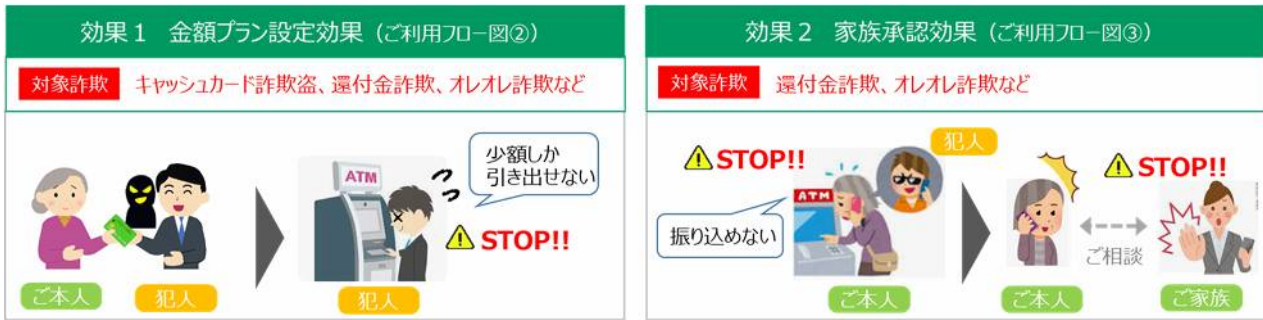 効果1 金額プラン設定効果（ご利用フロー図②）
対象詐欺 キャッシュカード詐欺盗、還付金詐欺、オレオレ詐欺など
ATM
少額しか
引き出せない
STOP!!
ご本人
犯人
犯人
効果2 家族承認効果（ご利用フロー図③）
対象詐欺 還付金詐欺、オレオレ詐欺など
犯人
STOP!!
ATM
振り込めない
STOP!!
ご相談
ご本人
ご本人
ご家族